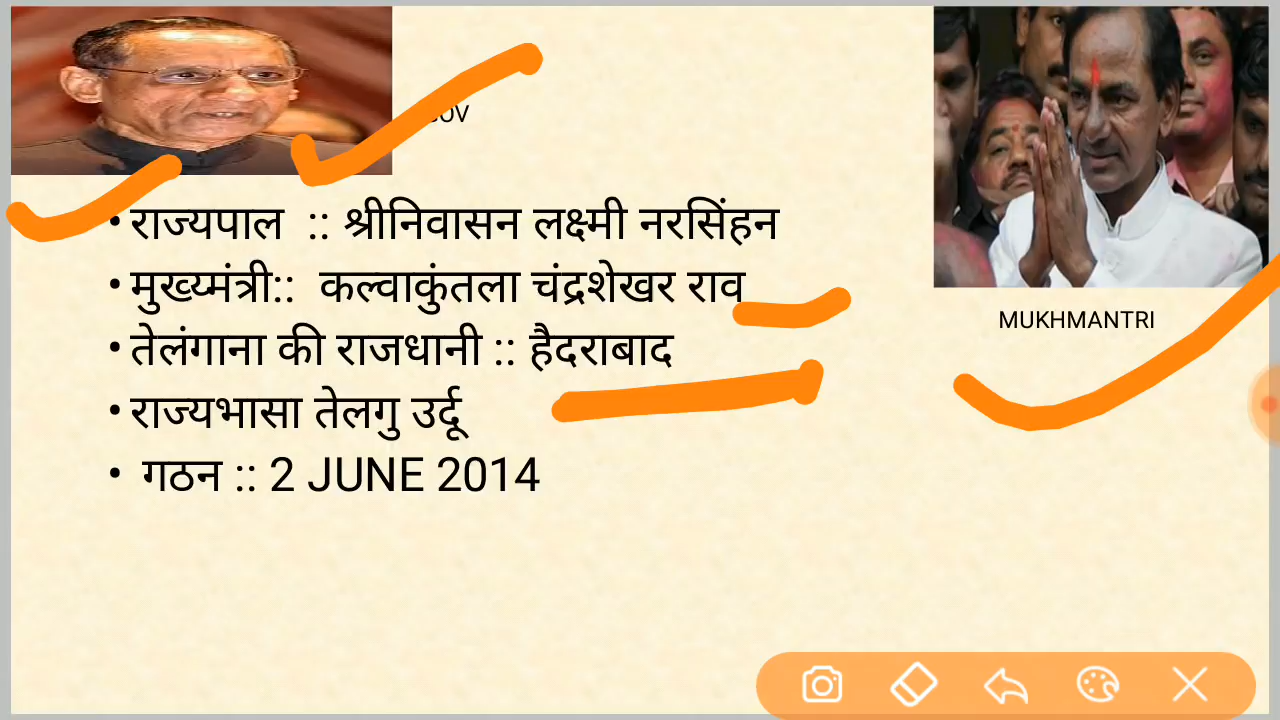 राज्यपाल :: श्रीनिवासन लक्ष्मी नरसिंहन
मुख्य्मंत्री:: कल्वाकुंतला चंद्रशेखर राव
MUKHMANTRI
तेलंगाना की राजधानी :: हैदराबाद
राज्यभासा तेलगु उर्दू
गठन :: 2 JUNE 2014